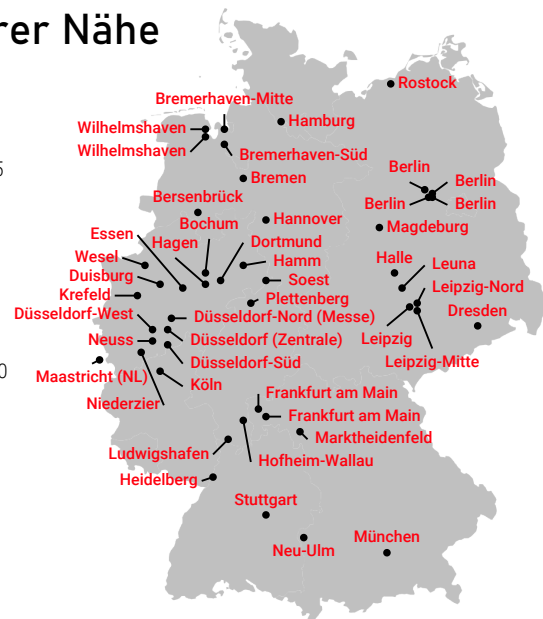 rer Nähe
Rostock
Bremerhaven-Mitte
Hamburg
Wilhelmshaven
Wilhelmshaven
Bremerhaven-Süd
5
Bremen
Berlin
Berlin
Berlin
Berlin
Bersenbrück
Hannover
Magdeburg
Essen
Bochum
Hagen
Dortmund
Wesel
Hamm
Halle
Duisburg
Soest
Leuna
Krefeld
Plettenberg
Leipzig-Nord
Düsseldorf-West
Düsseldorf-Nord (Messe)
Dresden
Neuss
Düsseldorf (Zentrale)
Leipzig
Düsseldorf-Süd
Leipzig-Mitte
0
Maastricht (NL)
Köln
Niederzier
Frankfurt am Main
Frankfurt am Main
Marktheidenfeld
Ludwigshafen
Hofheim-Wallau
Heidelberg
Stuttgart
Neu-Ulm
München